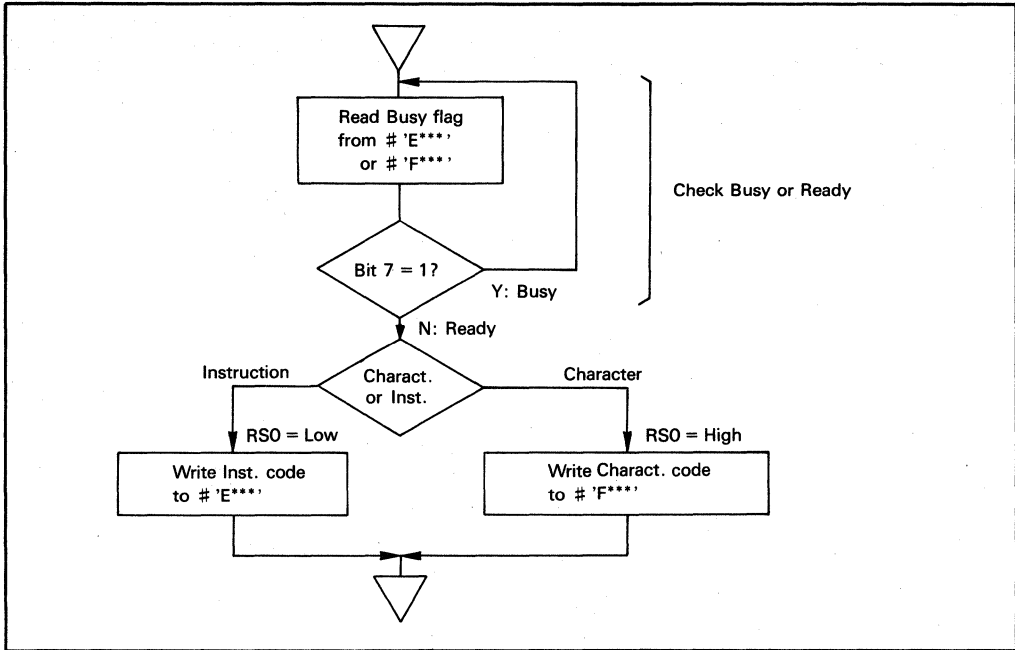 Read Busy flag
from # 'E***'
or # 'F***'
Check Busy or Ready
Bit 7 = 1?
Y: Busy
N: Ready
Instruction
Charact.
or Inst.
Character
RS0 = Low
RS0 = High
Write Inst. code
to # 'E***'
Write Charact. code
to # 'F***'